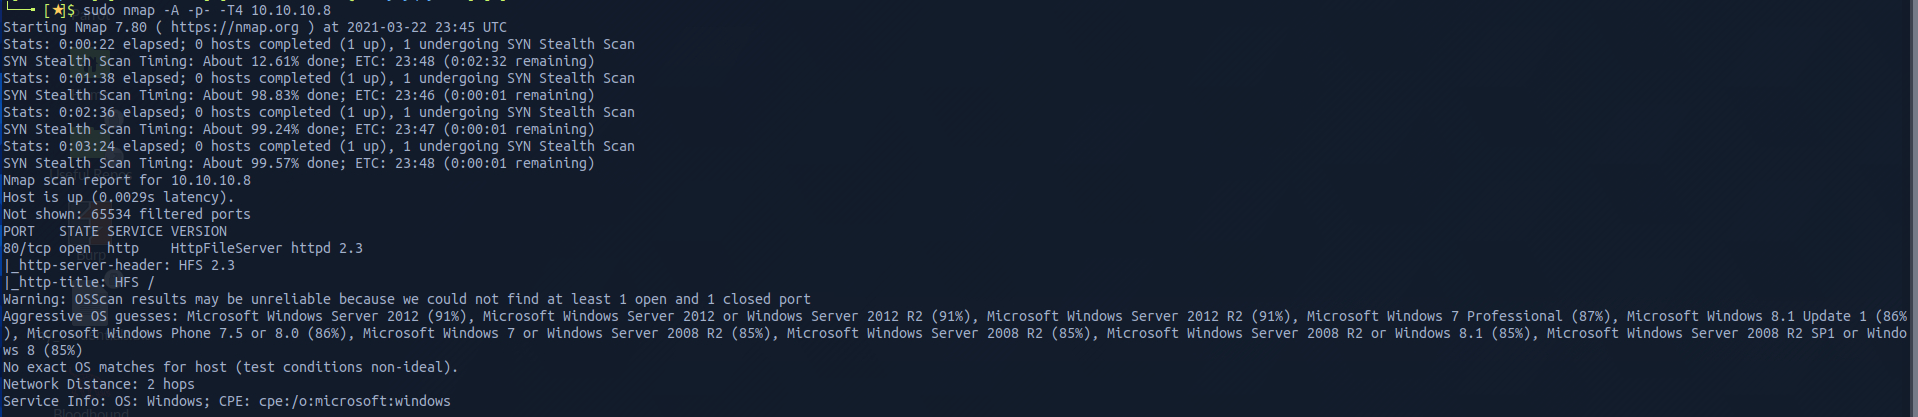 [★]$ sudo nmap -A -p- -T4 10.10.10.8
Starting Nmap 7.80 ( https://nmap.org ) at 2021-03-22 23:45 UTC
Stats: 0:00:22 elapsed; 0 hosts completed (1 up), 1 undergoing SYN Stealth Scan
SYN Stealth Scan Timing: About 12.61% done; ETC: 23:48 (0:02:32 remaining)
Stats: 0:01:38 elapsed; 0 hosts completed (1 up), 1 undergoing SYN Stealth Scan
SYN Stealth Scan Timing: About 98.83% done; ETC: 23:46 (0:00:01 remaining)
Stats: 0:02:36 elapsed; 0 hosts completed (1 up), 1 undergoing SYN Stealth Scan
SYN Stealth Scan Timing: About 99.24% done; ETC: 23:47 (0:00:01 remaining)
Stats: 0:03:24 elapsed; 0 hosts completed (1 up), 1 undergoing SYN Stealth Scan
SYN Stealth Scan Timing: About 99.57% done; ETC: 23:48 (0:00:01 remaining)
Nmap scan report for 10.10.10.8
Host is up (0.0029s latency).
Not shown: 65534 filtered ports
PORT   STATE SERVICE VERSION
80/tcp open  http    HttpFileServer httpd 2.3
|_http-server-header: HFS 2.3
|_http-title: HFS /
Warning: OSScan results may be unreliable because we could not find at least 1 open and 1 closed port
Aggressive OS guesses: Microsoft Windows Server 2012 (91%), Microsoft Windows Server 2012 or Windows Server 2012 R2 (91%), Microsoft Windows Server 2012 R2 (91%), Microsoft Windows 7 Professional (87%), Microsoft Windows 8.1 Update 1 (86%
), Microsoft Windows Phone 7.5 or 8.0 (86%), Microsoft Windows 7 or Windows Server 2008 R2 (85%), Microsoft Windows Server 2008 R2 (85%), Microsoft Windows Server 2008 R2 or Windows 8.1 (85%), Microsoft Windows Server 2008 R2 SP1 or Windo
ws 8 (85%)
No exact OS matches for host (test conditions non-ideal).
Network Distance: 2 hops
Service Info: OS: Windows; CPE: cpe:/o:microsoft:windows
Bloodhound